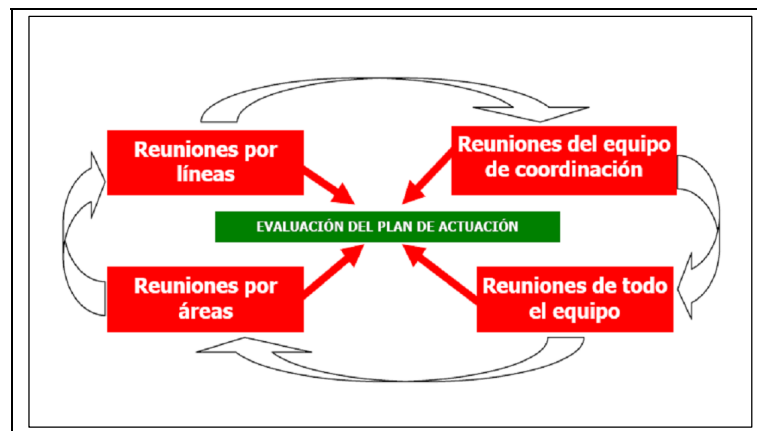 Reuniones por
líneas
Reuniones del equipo
de coordinación
EVALUACIÓN DEL PLAN DE ACTUACIÓN
Reuniones por
áreas
Reuniones de todo
el equipo